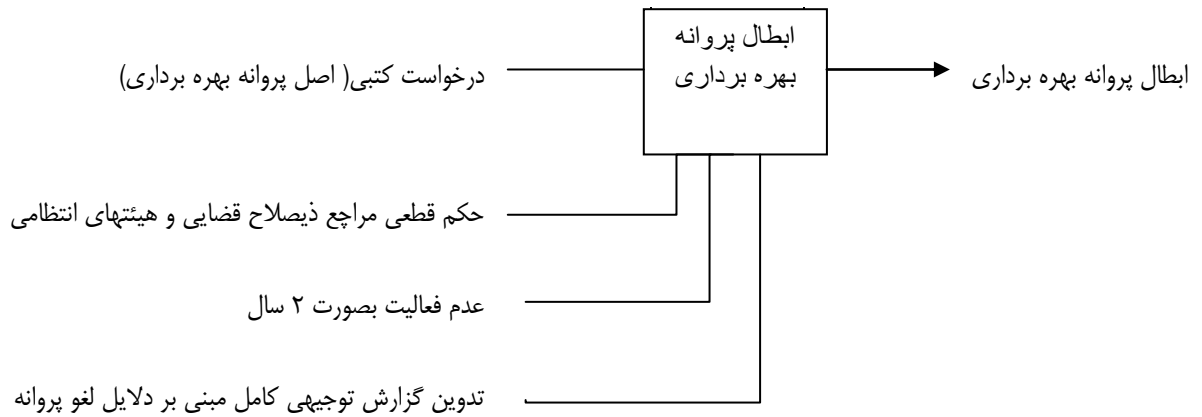 ابطال پروانه
بهره برداری
درخواست کتبی( اصل پروانه بهره برداری)
ابطال پروانه بهره برداری
حکم قطعی مراچع ذیصلاح قضایی و هیئتهای انتظامی
عدم فعالیت بصورت ۲ سال
تدوین گزارش توجیهی کامل مبنی بر دلایل لغو پروانه